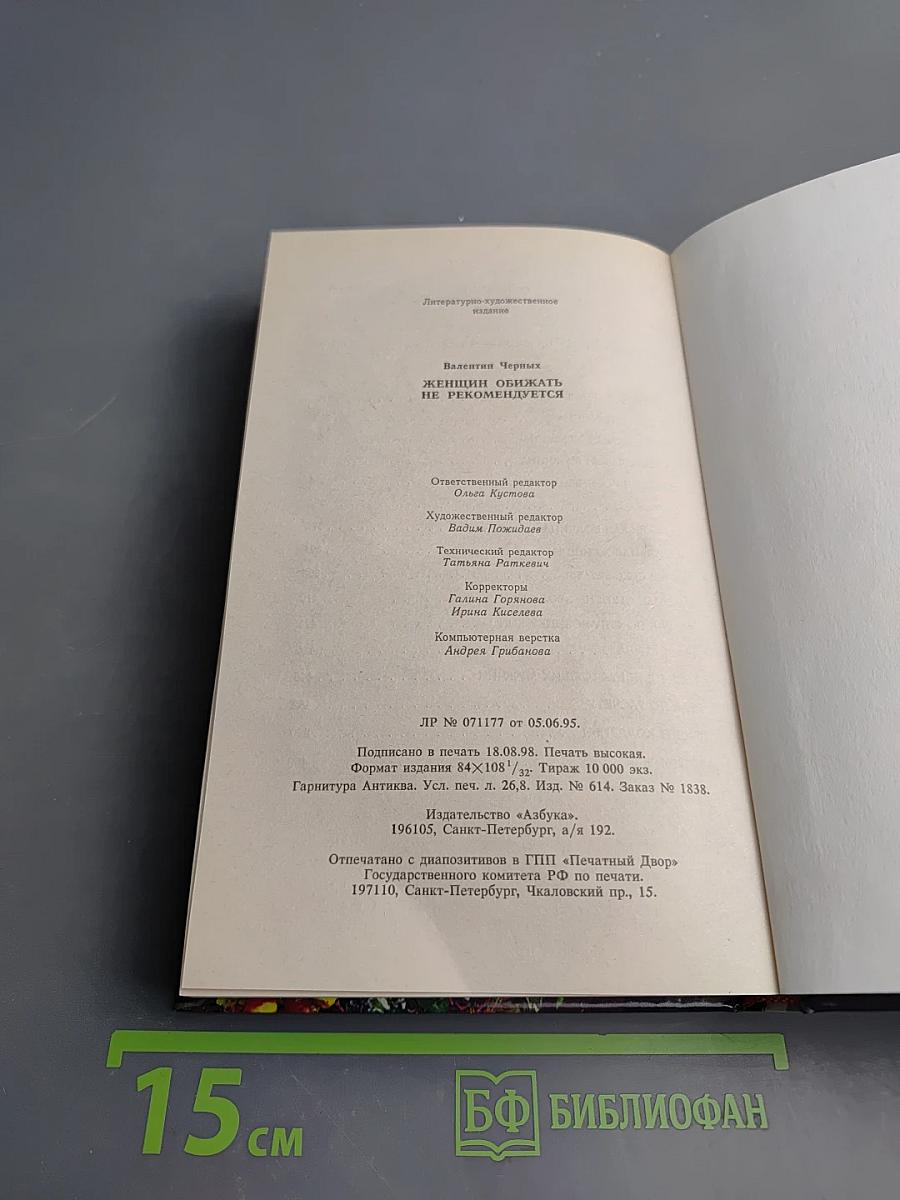 Литературно-художественное
издание
Валентин Черных
ЖЕНЩИН ОБИЖАТЬ
НЕ РЕКОМЕНДУЕТСЯ
Ответственный редактор
Ольга Кустова
Художественный редактор
Вадим Пожидаев
Технический редактор
Татьяна Раткевич
Корректоры
Галина Горянова
Ирина Киселева
Компьютерная верстка
Андрея Грибанова
ЛР № 071177 от 05.06.95.
Подписано в печать 18.08.98. Печать высокая.
Формат издания 84×108 1/32. Тираж 10 000 экз.
Гарнитура Антиква. Усл. печ. л. 26,8. Изд. № 614. Заказ № 1838.
Издательство «Азбука».
196105, Санкт-Петербург, а/я 192.
Отпечатано с диапозитивов в ГПП «Печатный Двор»
Государственного комитета РФ по печати.
197110, Санкт-Петербург, Чкаловский пр., 15.
15 см
БФ БИБЛИОФАН